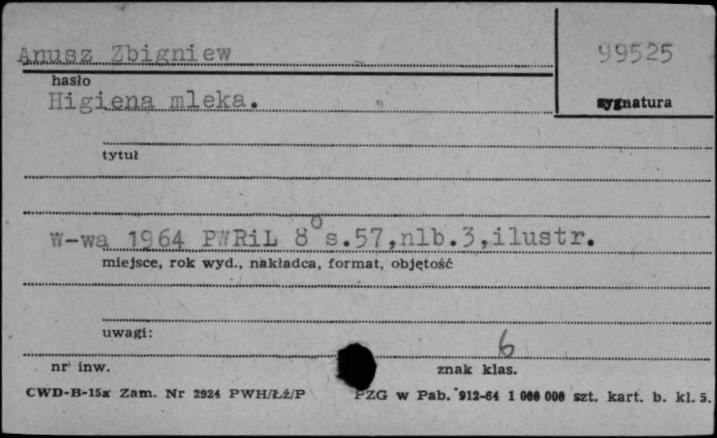 Anusz Zbigniew
99525
hasło
sygnatura
Higiena mleka.
tytuł
W-wa 1964 PWRiL 8° s.57,nlb.3,ilustr.
miejsce, rok wyd., nakładca, format, objętość
uwagi:
6
nr inw.
znak klas.
CWD-B-15a Zam. Nr 2924 PWH/Łź/P
PZG w Pab. 912-64 1 000 000 szt. kart. b. kl. 5.